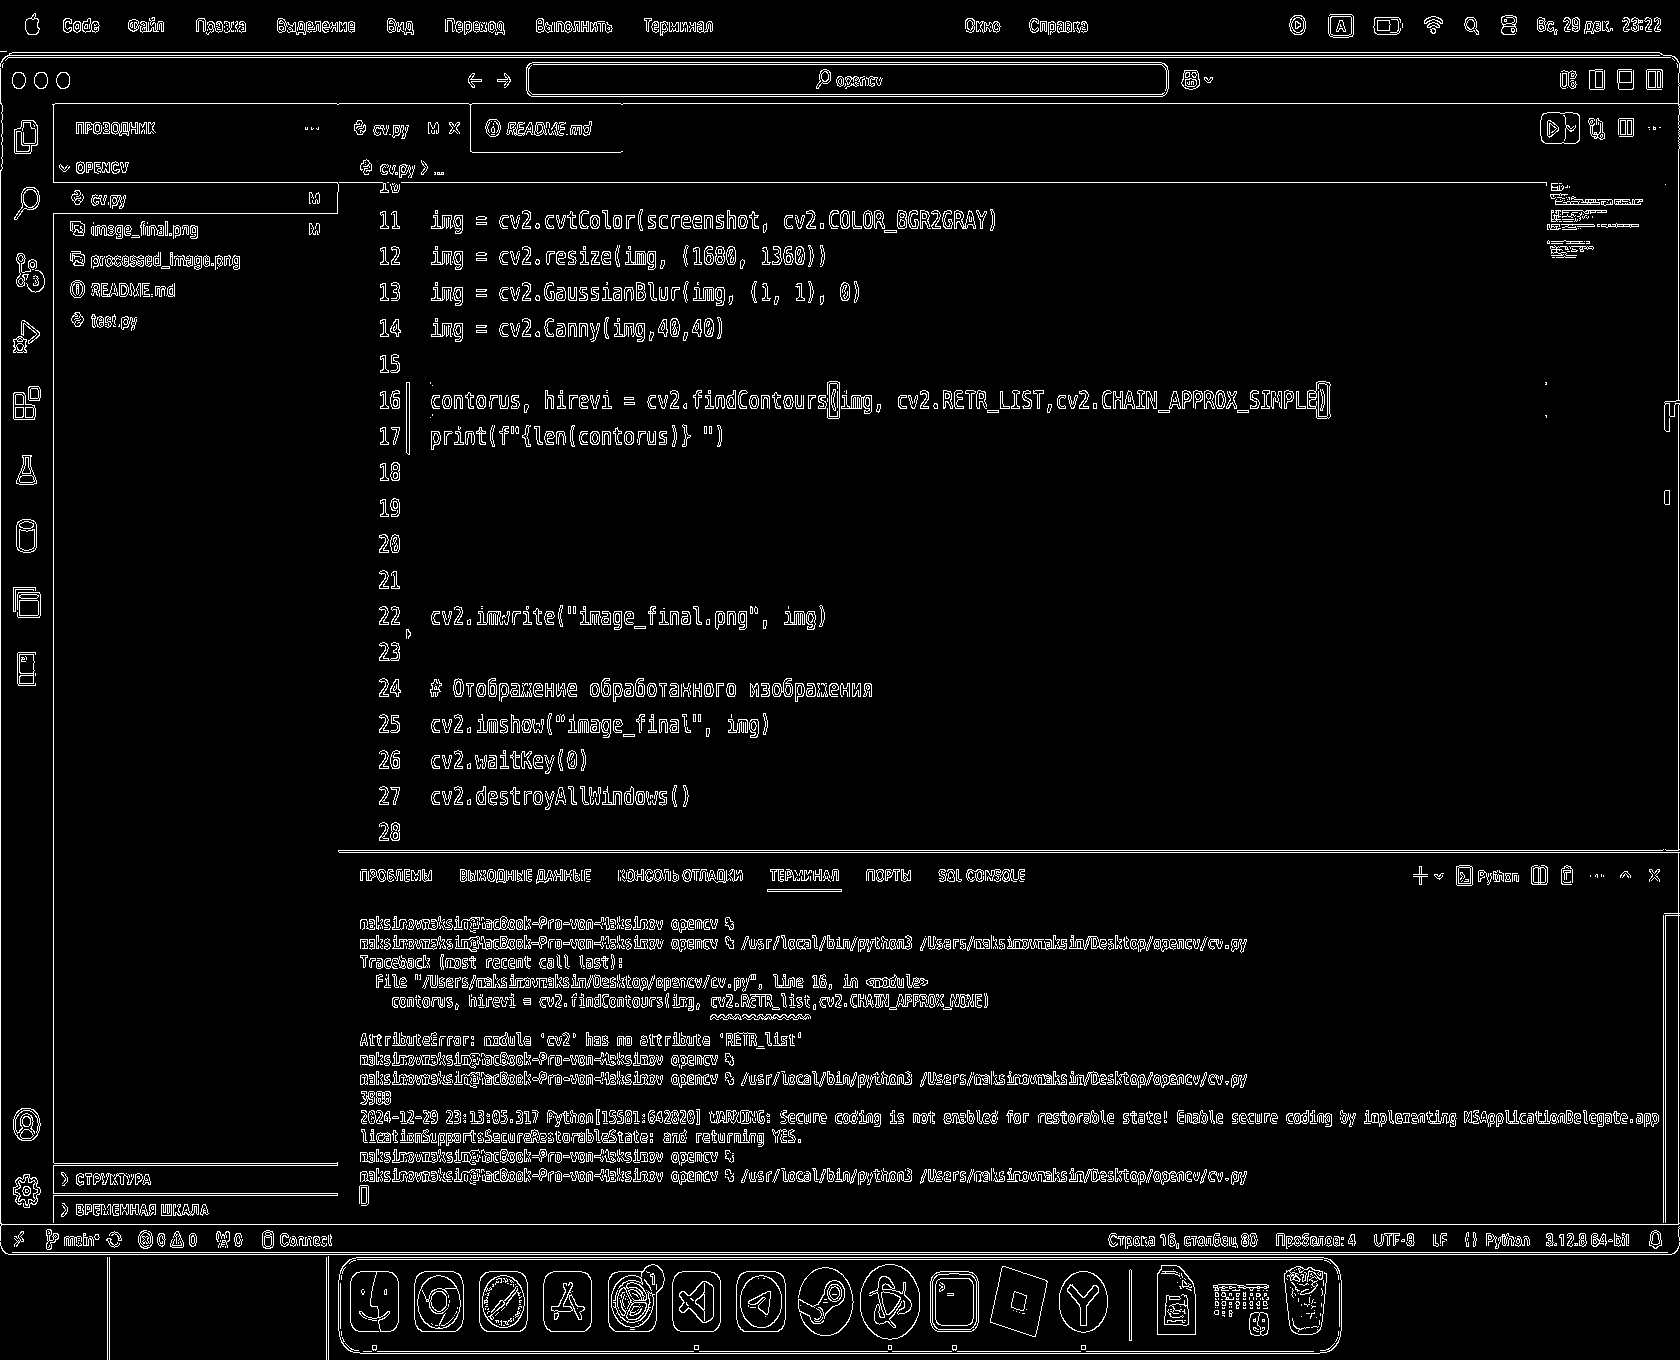 Code Файл Правка Выделение Вид Переход Выполнить Терминал Окно Справка A Вс, 29 дек. 23:22
opencv
ПРОВОДНИК ...
cv.py M
README.md
OPENCV
cv.py > ...
cv.py M
image_final.png M
processed_image.png
README.md
test.py
3
10
11 img = cv2.cvtColor(screenshot, cv2.COLOR_BGR2GRAY)
12 img = cv2.resize(img, (1680, 1360))
13 img = cv2.GaussianBlur(img, (1, 1), 0)
14 img = cv2.Canny(img,40,40)
15
16 contorus, hirevi = cv2.findContours(img, cv2.RETR_LIST,cv2.CHAIN_APPROX_SIMPLE)
17 print(f"{len(contorus)} ")
18
19
20
21
22 cv2.imwrite("image_final.png", img)
23
24 # Отображение обработанного изображения
25 cv2.imshow("image_final", img)
26 cv2.waitKey(0)
27 cv2.destroyAllWindows()
28
ПРОБЛЕМЫ ВЫХОДНЫЕ ДАННЫЕ КОНСОЛЬ ОТЛАДКИ ТЕРМИНАЛ ПОРТЫ SQL CONSOLE Python
maksimovmaksim@MacBook-Pro-von-Maksimov opencv %
maksimovmaksim@MacBook-Pro-von-Maksimov opencv % /usr/local/bin/python3 /Users/maksimovmaksim/Desktop/opencv/cv.py
Traceback (most recent call last):
File "/Users/maksimovmaksim/Desktop/opencv/cv.py", line 16, in <module>
contorus, hirevi = cv2.findContours(img, cv2.RETR_list,cv2.CHAIN_APPROX_NONE)
^^^^^^^^^^^^^
AttributeError: module 'cv2' has no attribute 'RETR_list'
maksimovmaksim@MacBook-Pro-von-Maksimov opencv %
maksimovmaksim@MacBook-Pro-von-Maksimov opencv % /usr/local/bin/python3 /Users/maksimovmaksim/Desktop/opencv/cv.py
3988
2024-12-29 23:13:05.317 Python[15581:642020] WARNING: Secure coding is not enabled for restorable state! Enable secure coding by implementing NSApplicationDelegate.app
licationSupportsSecureRestorableState: and returning YES.
maksimovmaksim@MacBook-Pro-von-Maksimov opencv %
maksimovmaksim@MacBook-Pro-von-Maksimov opencv % /usr/local/bin/python3 /Users/maksimovmaksim/Desktop/opencv/cv.py
СТРУКТУРА
ВРЕМЕННАЯ ШКАЛА
main* 0 0 0 Connect Строка 16, столбец 80 Пробелов: 4 UTF-8 LF {} Python 3.12.8 64-bit
1